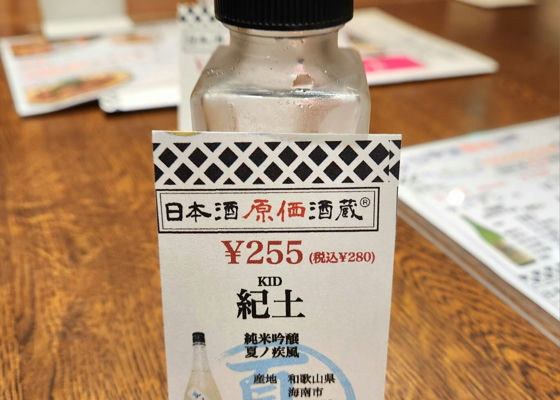 日本酒原価酒蔵®
¥255 (税込¥280)
KID
紀土
純米吟醸
夏ノ疾風
夏
産地 和歌山県
海南市